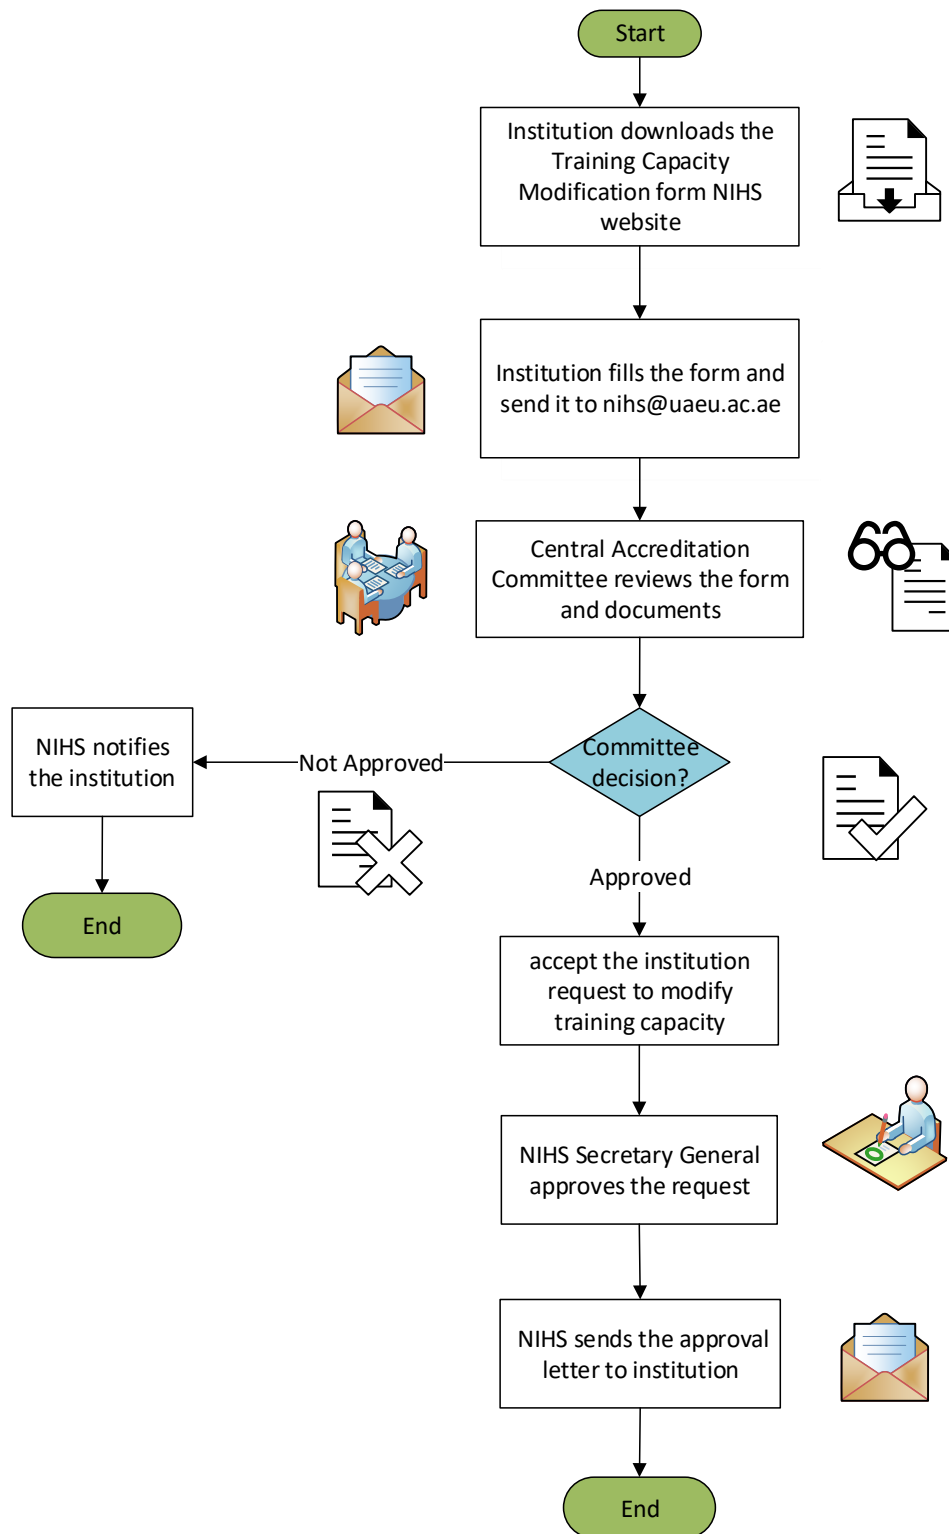 Start
Institution downloads the
Training Capacity
Modification form NIHS
website
Institution fills the form and
send it to nihs@uaeu.ac.ae
Central Accreditation
Committee reviews the form
and documents
Committee
decision?
Not Approved
NIHS notifies
the institution
End
Approved
accept the institution
request to modify
training capacity
NIHS Secretary General
approves the request
NIHS sends the approval
letter to institution
End